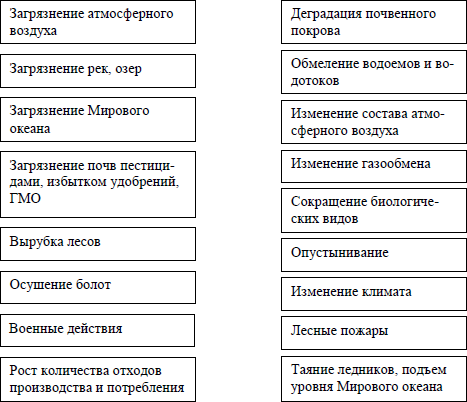 Загрязнение атмосферного
воздуха
Загрязнение рек, озер
Загрязнение Мирового
океана
Загрязнение почв пестици-
дами, избытком удобрений,
ГМО
Вырубка лесов
Осушение болот
Военные действия
Рост количества отходов
производства и потребления
Деградация почвенного
покрова
Обмеление водоемов и во-
дотоков
Изменение состава атмо-
сферного воздуха
Изменение газообмена
Сокращение биологиче-
ских видов
Опустынивание
Изменение климата
Лесные пожары
Таяние ледников, подъем
уровня Мирового океана